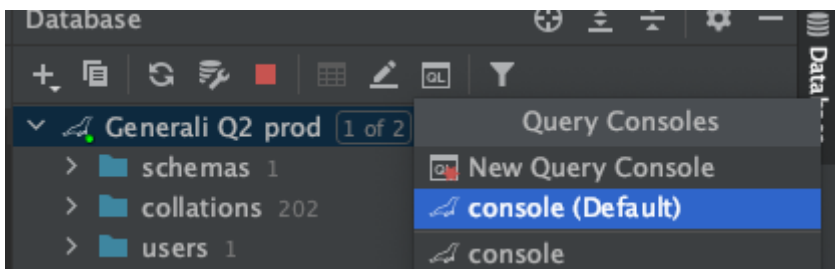 Database
QL
Generali Q2 prod 1 of 2
schemas 1
collations 202
users 1
Query Consoles
New Query Console
console (Default)
console